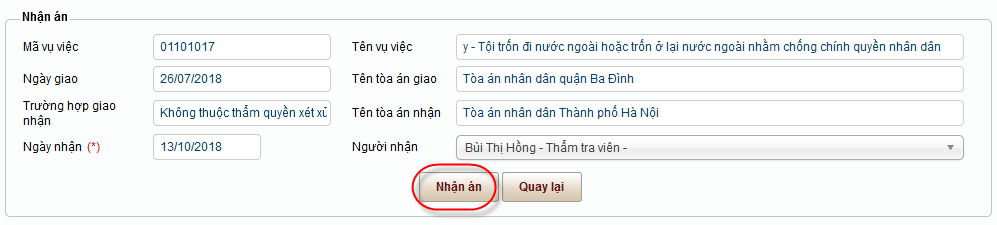 Nhận án
Mã vụ việc 01101017 Tên vụ việc y - Tội trốn đi nước ngoài hoặc trốn ở lại nước ngoài nhằm chống chính quyền nhân dân
Ngày giao 26/07/2018 Tên tòa án giao Tòa án nhân dân quận Ba Đình
Trường hợp giao nhận Không thuộc thẩm quyền xét xử Tên tòa án nhận Tòa án nhân dân Thành phố Hà Nội
Ngày nhận (*) 13/10/2018 Người nhận Bùi Thị Hồng - Thẩm tra viên -
Nhận án Quay lại